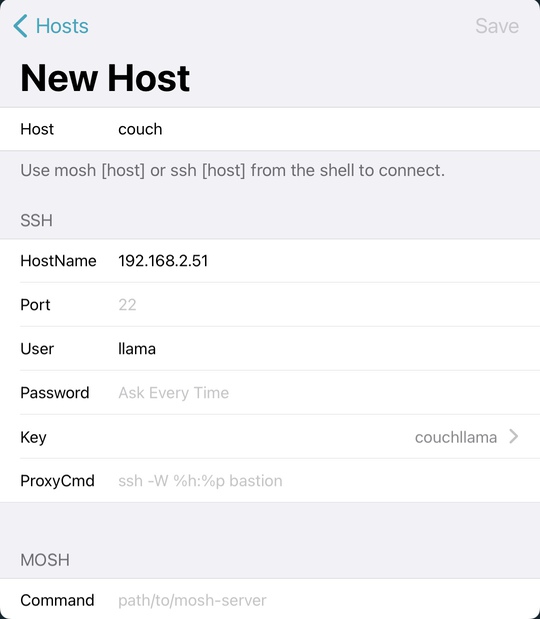 Hosts Save
New Host
Host couch
Use mosh [host] or ssh [host] from the shell to connect.
SSH
HostName 192.168.2.51
Port 22
User llama
Password Ask Every Time
Key couchllama
ProxyCmd ssh -W %h:%p bastion
MOSH
Command path/to/mosh-server